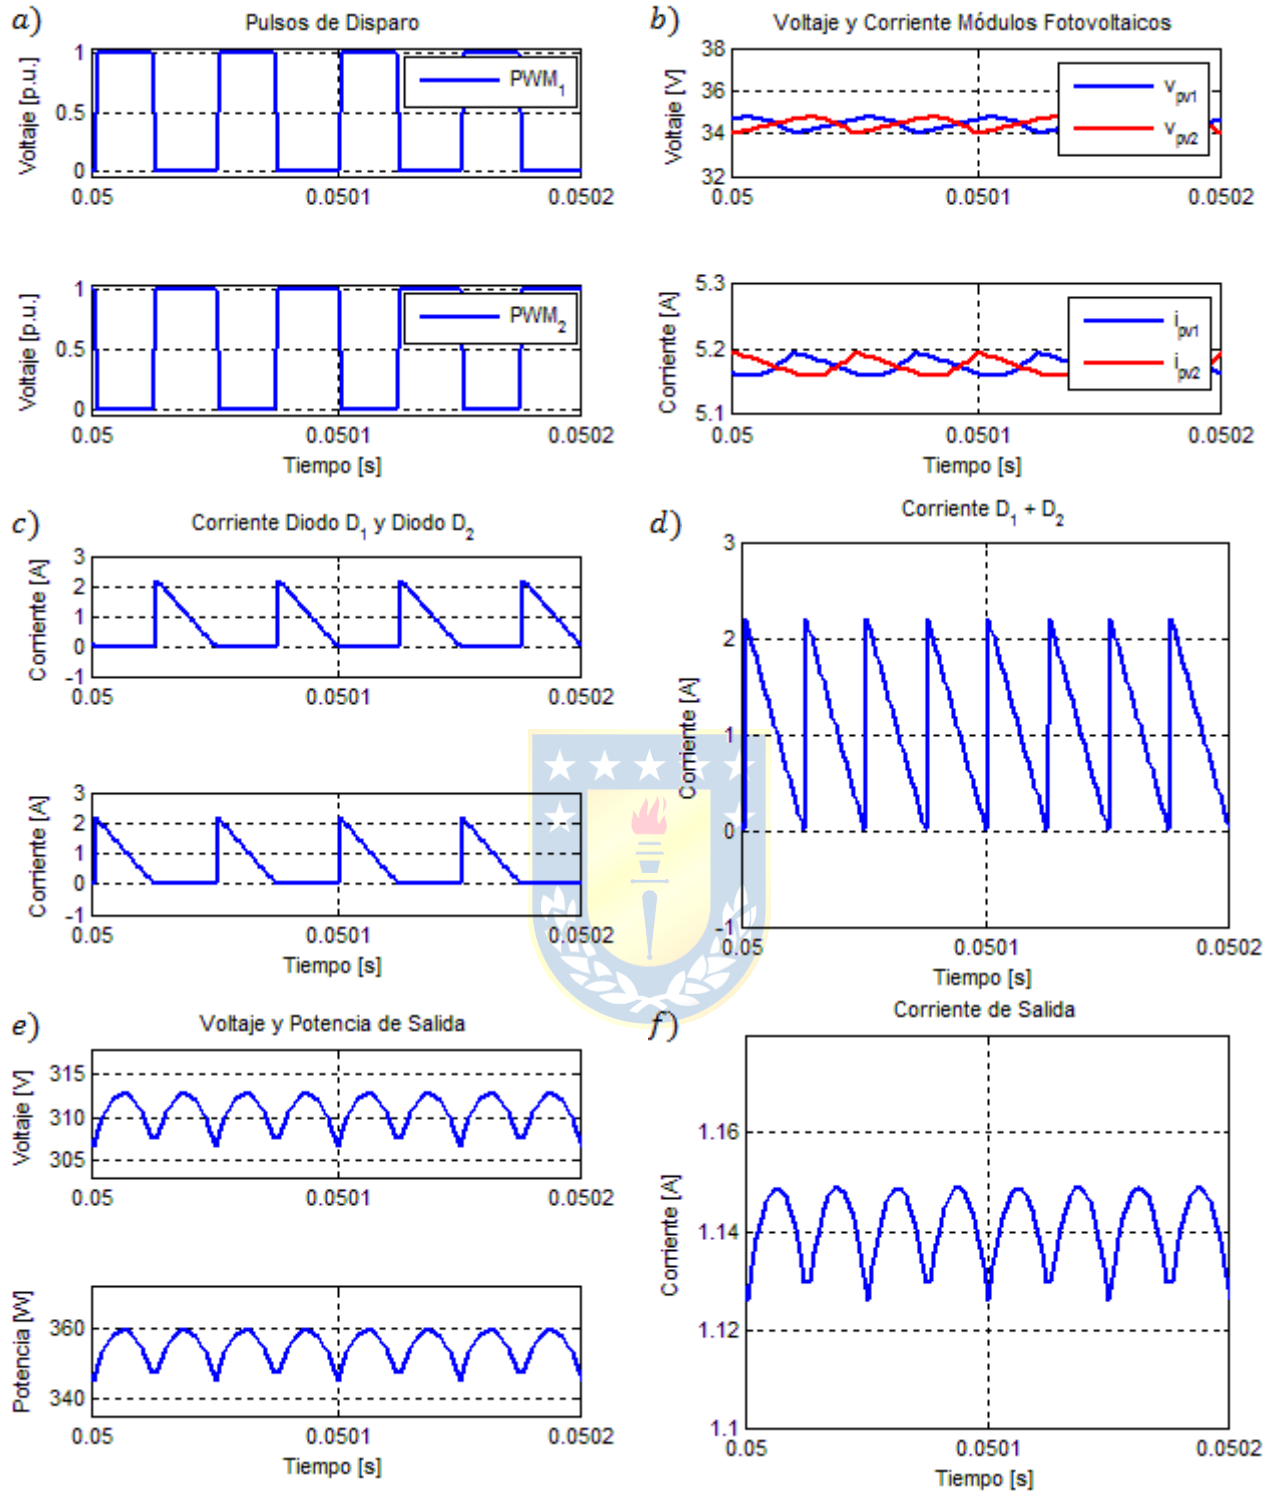 a)
Pulsos de Disparo
Voltaje [p.u.]
1
0.5
0
PWM1
0.05
0.0501
0.0502
Voltaje [p.u.]
1
0.5
0
PWM2
0.05
0.0501
0.0502
Tiempo [s]
b)
Voltaje y Corriente Módulos Fotovoltaicos
Voltaje [V]
38
36
34
32
vpv1
vpv2
0.05
0.0501
0.0502
Corriente [A]
5.3
5.2
5.1
ipv1
ipv2
0.05
0.0501
0.0502
Tiempo [s]
c)
Corriente Diodo D1 y Diodo D2
Corriente [A]
3
2
1
0
-1
0.05
0.0501
0.0502
Corriente [A]
3
2
1
0
-1
0.05
0.0501
0.0502
Tiempo [s]
d)
Corriente D1 + D2
Corriente [A]
3
2
1
0
-1
0.05
0.0501
0.0502
Tiempo [s]
e)
Voltaje y Potencia de Salida
Voltaje [V]
315
310
305
0.05
0.0501
0.0502
Potencia [W]
360
340
0.05
0.0501
0.0502
Tiempo [s]
f)
Corriente de Salida
Corriente [A]
1.16
1.14
1.12
1.1
0.05
0.0501
0.0502
Tiempo [s]